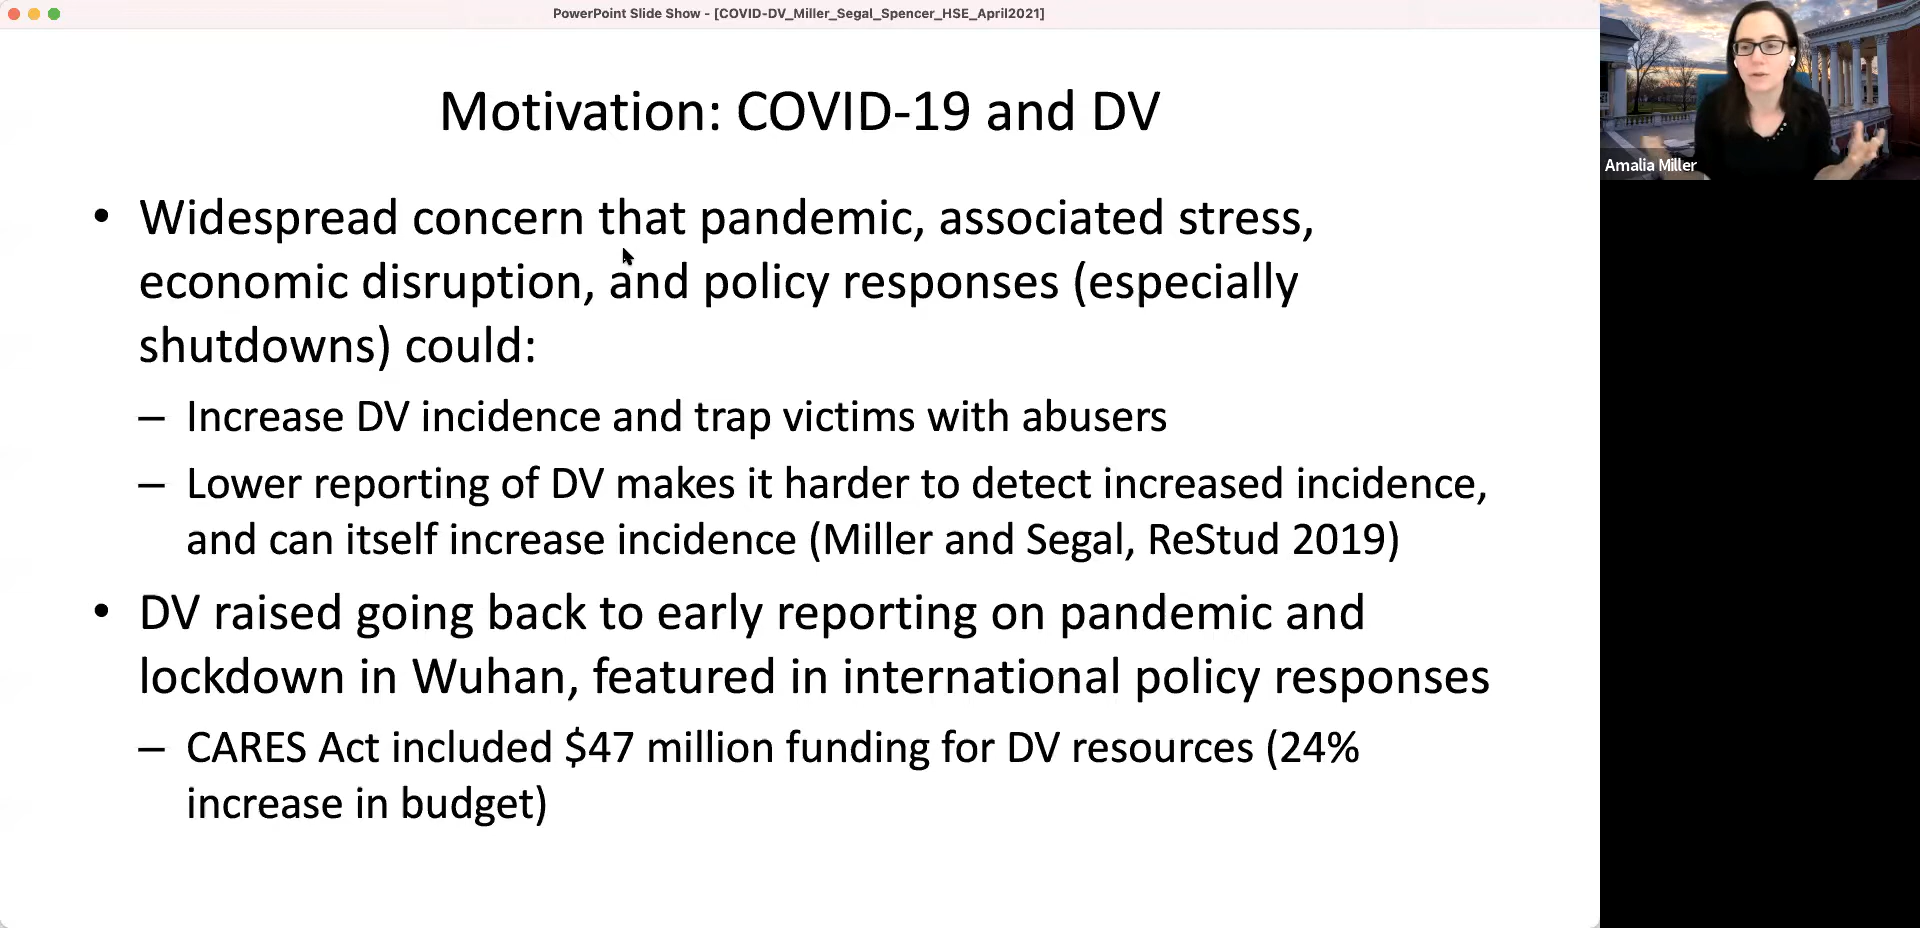 PowerPoint Slide Show - [COVID-DV_Miller_Segal_Spencer_HSE_April2021]
Motivation: COVID-19 and DV
• Widespread concern that pandemic, associated stress,
economic disruption, and policy responses (especially
shutdowns) could:
– Increase DV incidence and trap victims with abusers
– Lower reporting of DV makes it harder to detect increased incidence,
and can itself increase incidence (Miller and Segal, ReStud 2019)
• DV raised going back to early reporting on pandemic and
lockdown in Wuhan, featured in international policy responses
– CARES Act included $47 million funding for DV resources (24%
increase in budget)
Amalia Miller